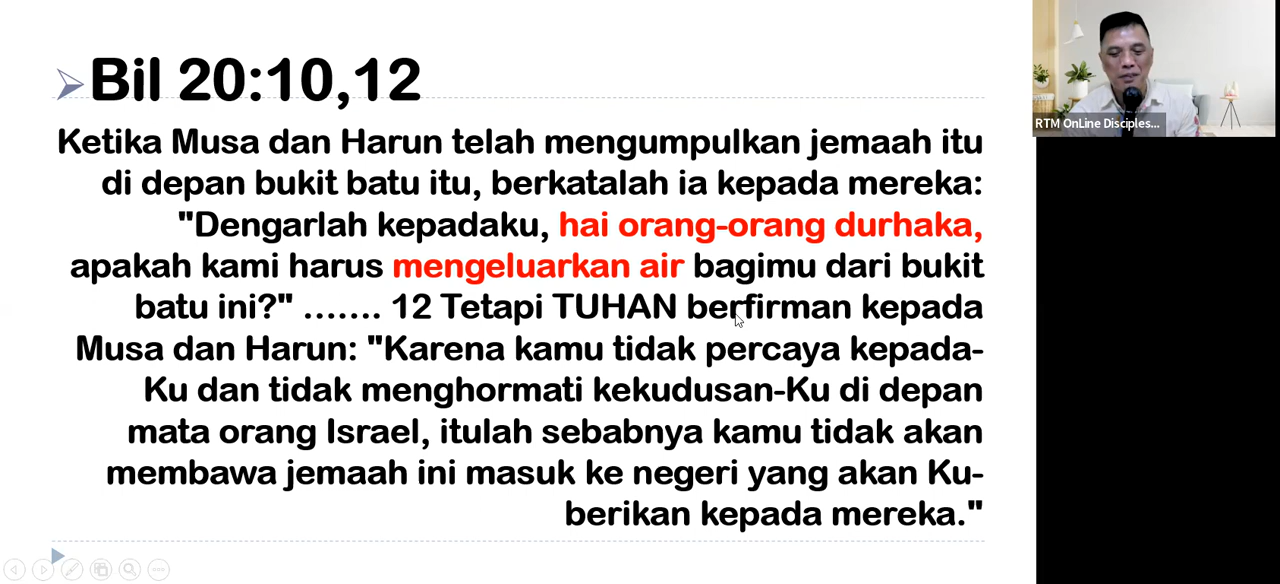 Bil 20:10,12
Ketika Musa dan Harun telah mengumpulkan jemaah itu
di depan bukit batu itu, berkatalah ia kepada mereka:
"Dengarlah kepadaku, hai orang-orang durhaka,
apakah kami harus mengeluarkan air bagimu dari bukit
batu ini?" ....... 12 Tetapi TUHAN berfirman kepada
Musa dan Harun: "Karena kamu tidak percaya kepada-
Ku dan tidak menghormati kekudusan-Ku di depan
mata orang Israel, itulah sebabnya kamu tidak akan
membawa jemaah ini masuk ke negeri yang akan Ku-
berikan kepada mereka."
RTM OnLine Disciples...